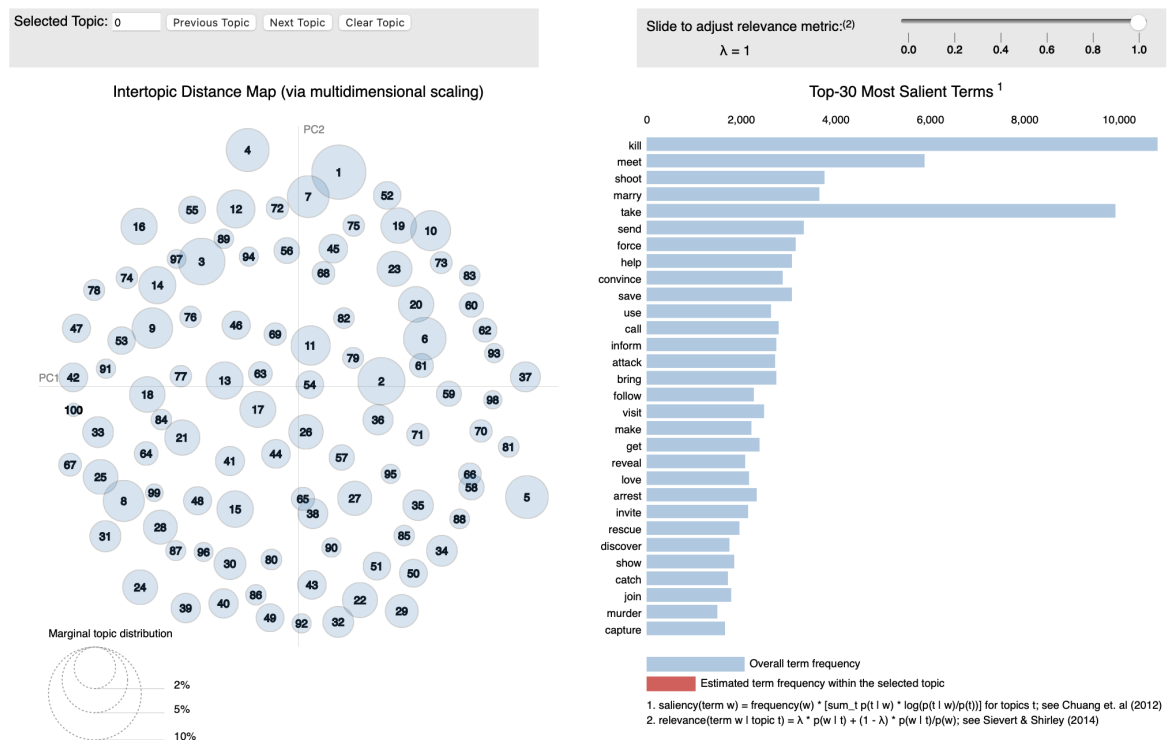 Selected Topic: 0 Previous Topic Next Topic Clear Topic
Slide to adjust relevance metric:(2)
λ = 1
0.0 0.2 0.4 0.6 0.8 1.0
Intertopic Distance Map (via multidimensional scaling)
PC2
PC1
4
1
7
52
55
12
72
16
75
19
10
89
97
3
94
56
45
68
23
73
83
74
14
78
20
60
76
82
47
9
46
69
62
53
11
6
93
79
61
91
42
77
13
63
54
2
37
18
59
98
100
17
84
36
33
21
26
71
70
81
64
41
44
57
67
25
95
66
58
99
8
48
65
27
5
15
38
35
88
28
31
85
87
96
90
34
30
80
51
50
24
43
86
40
39
22
29
49
92
32
Marginal topic distribution
2%
5%
10%
Top-30 Most Salient Terms 1
0 2,000 4,000 6,000 8,000 10,000
kill
meet
shoot
marry
take
send
force
help
convince
save
use
call
inform
attack
bring
follow
visit
make
get
reveal
love
arrest
invite
rescue
discover
show
catch
join
murder
capture
Overall term frequency
Estimated term frequency within the selected topic
1. saliency(term w) = frequency(w) * [sum_t p(t | w) * log(p(t | w)/p(t))] for topics t; see Chuang et. al (2012)
2. relevance(term w | topic t) = λ * p(w | t) + (1 - λ) * p(w | t)/p(w); see Sievert & Shirley (2014)